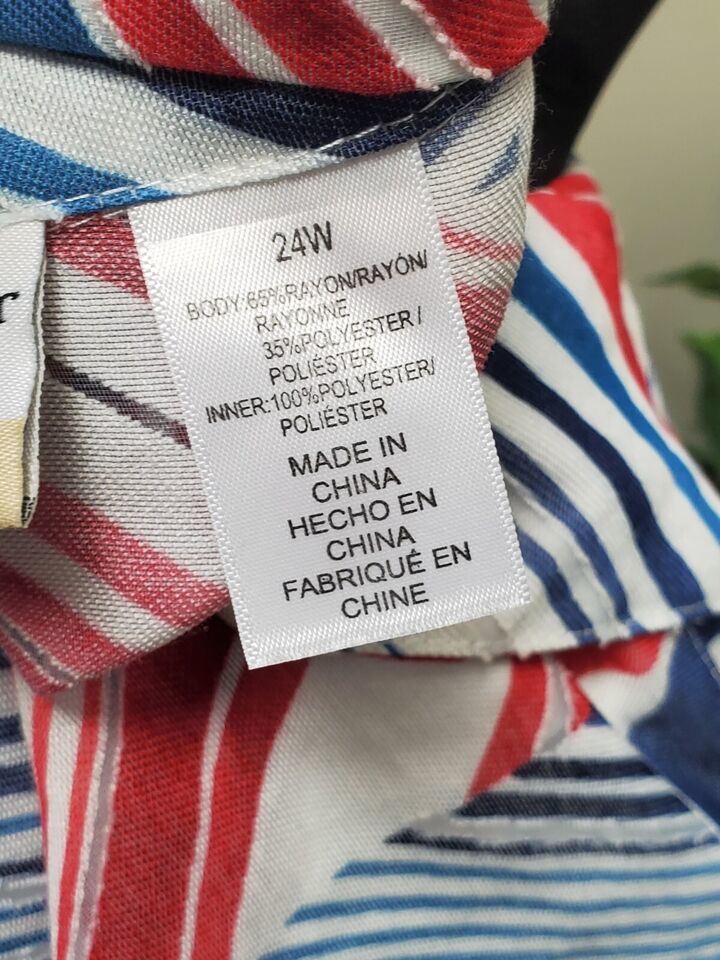 24W
BODY:65%RAYON/RAYÓN/
RAYONNE
35%POLYESTER /
POLIÉSTER
INNER:100%POLYESTER/
POLIÉSTER
MADE IN
CHINA
HECHO EN
CHINA
FABRIQUÉ EN
CHINE
r